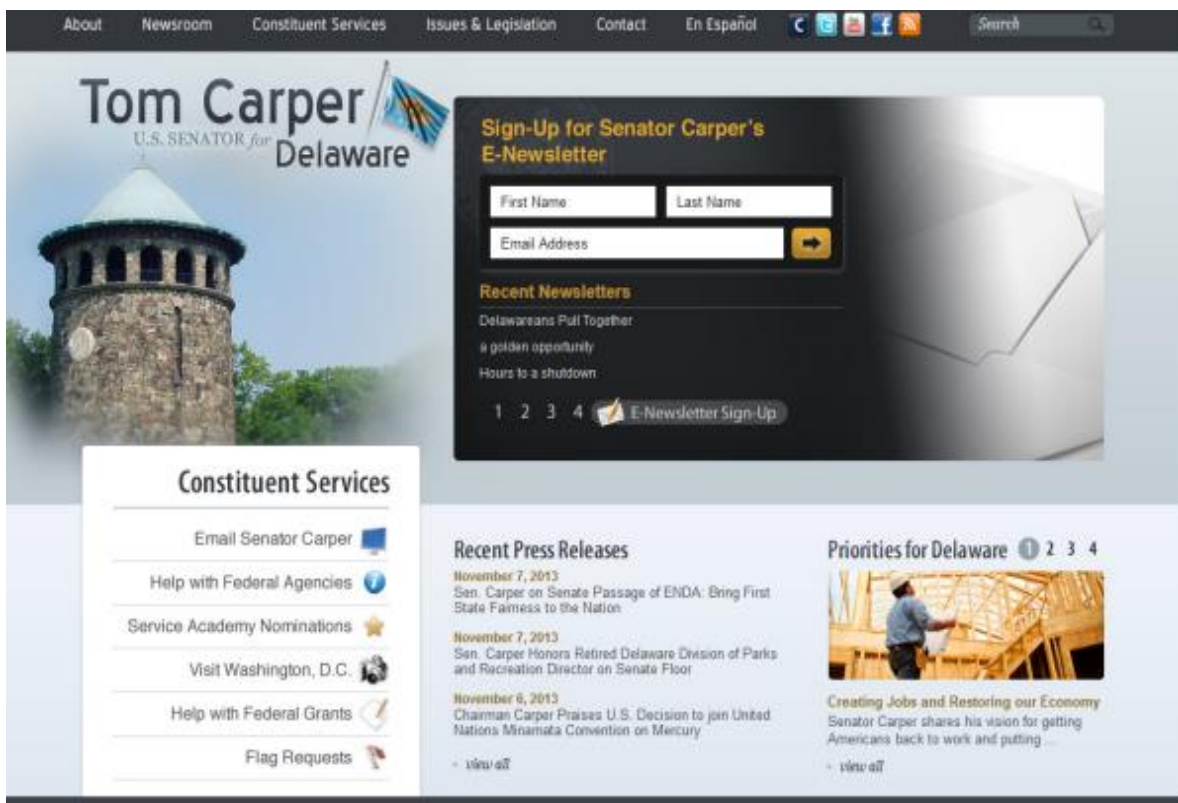 About Newsroom Constituent Services Issues & Legislation Contact En Español Search
Tom Carper
U.S. SENATOR for
Delaware
Sign-Up for Senator Carper's
E-Newsletter
First Name Last Name
Email Address
Recent Newsletters
Delawareans Pull Together
a golden opportunity
Hours to a shutdown
1 2 3 4 E-Newsletter Sign-Up
Constituent Services
Email Senator Carper
Help with Federal Agencies
Service Academy Nominations
Visit Washington, D.C.
Help with Federal Grants
Flag Requests
Recent Press Releases
November 7, 2013
Sen. Carper on Senate Passage of ENDA: Bring First
State Fairness to the Nation
November 7, 2013
Sen. Carper Honors Retired Delaware Division of Parks
and Recreation Director on Senate Floor
November 6, 2013
Chairman Carper Praises U.S. Decision to join United
Nations Minamata Convention on Mercury
view all
Priorities for Delaware 1 2 3 4
Creating Jobs and Restoring our Economy
Senator Carper shares his vision for getting
Americans back to work and putting ...
view all